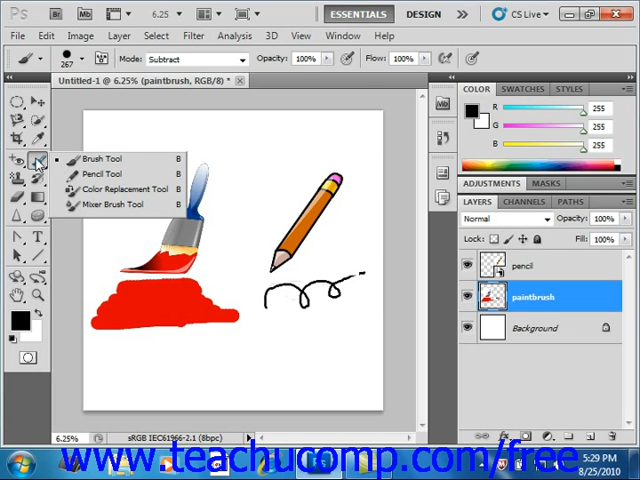 Ps Br Mb 6.25 ESSENTIALS DESIGN CS Live
File Edit Image Layer Select Filter Analysis 3D View Window Help
267 Mode: Subtract Opacity: 100% Flow: 100%
Untitled-1 @ 6.25% (paintbrush, RGB/8) *
Brush Tool B
Pencil Tool B
Color Replacement Tool B
Mixer Brush Tool B
T
6.25% sRGB IEC61966-2.1 (8bpc)
Mb
COLOR SWATCHES STYLES
R 255
G 255
B 255
ADJUSTMENTS MASKS
LAYERS CHANNELS PATHS
Normal Opacity: 100%
Lock: Fill: 100%
pencil
paintbrush
Background
fx
www.teachucomp.com/free
5:29 PM
8/25/2010